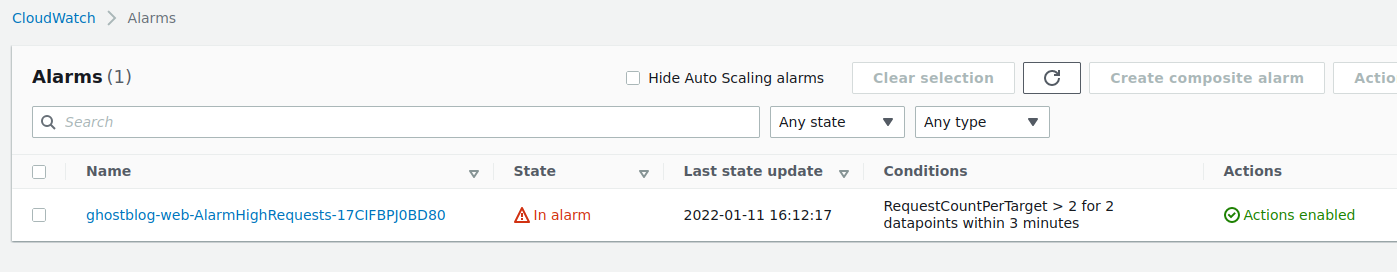 CloudWatch > Alarms
Alarms (1)
Hide Auto Scaling alarms
Clear selection
Create composite alarm
Actio
Search
Any state
Any type
Name
State
Last state update
Conditions
Actions
ghostblog-web-AlarmHighRequests-17CIFBPJ0BD80
In alarm
2022-01-11 16:12:17
RequestCountPerTarget > 2 for 2
datapoints within 3 minutes
Actions enabled